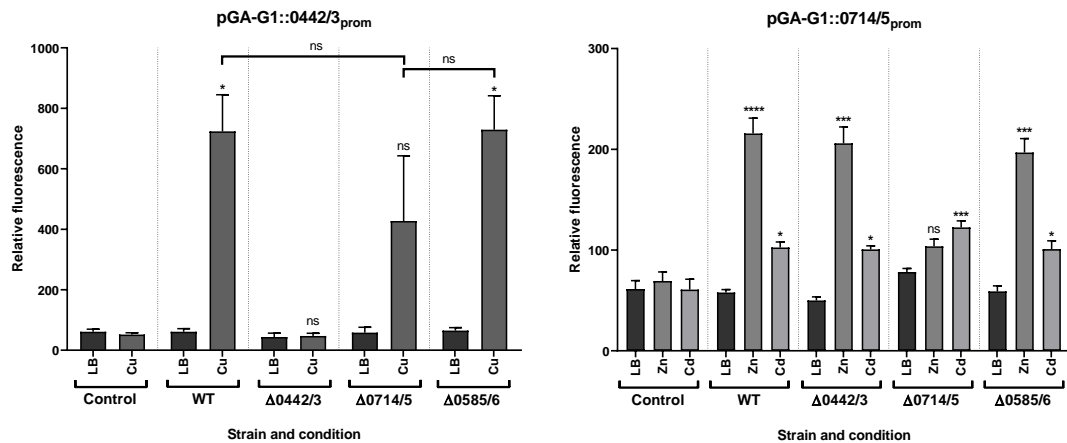 pGA-G1::0442/3prom
Relative fluorescence
1000
800
600
400
200
0
ns
ns
*
ns
ns
*
LB
Cu
LB
Cu
LB
Cu
LB
Cu
LB
Cu
Control
WT
Δ0442/3
Δ0714/5
Δ0585/6
Strain and condition
pGA-G1::0714/5prom
Relative fluorescence
300
200
100
0
****
*
***
*
ns
***
***
*
LB
Zn
Cd
LB
Zn
Cd
LB
Zn
Cd
LB
Zn
Cd
LB
Zn
Cd
Control
WT
Δ0442/3
Δ0714/5
Δ0585/6
Strain and condition